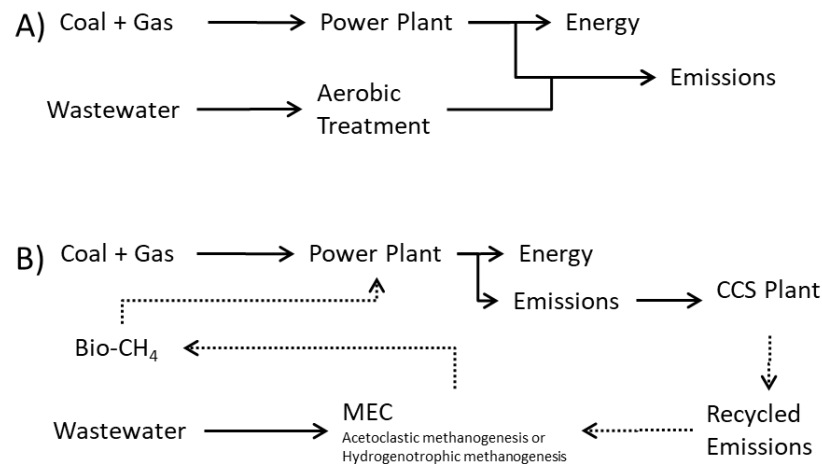 A)
Coal + Gas
Power Plant
Energy
Emissions
Wastewater
Aerobic
Treatment
B)
Coal + Gas
Power Plant
Energy
Emissions
CCS Plant
Bio-CH₄
Wastewater
MEC
Acetoclastic methanogenesis or
Hydrogenotrophic methanogenesis
Recycled
Emissions